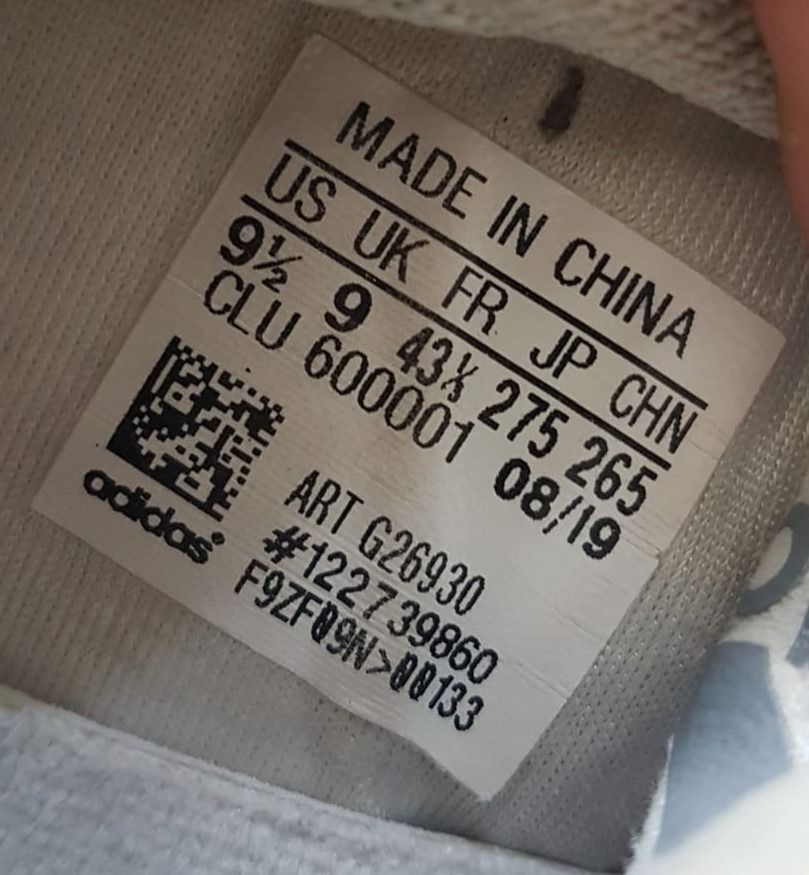 MADE IN CHINA
US UK FR JP CHN
9½ 9 43⅓ 275 265
CLU 600001 08/19
ART G26930
#122739860
F9ZF09N>00133
adidas